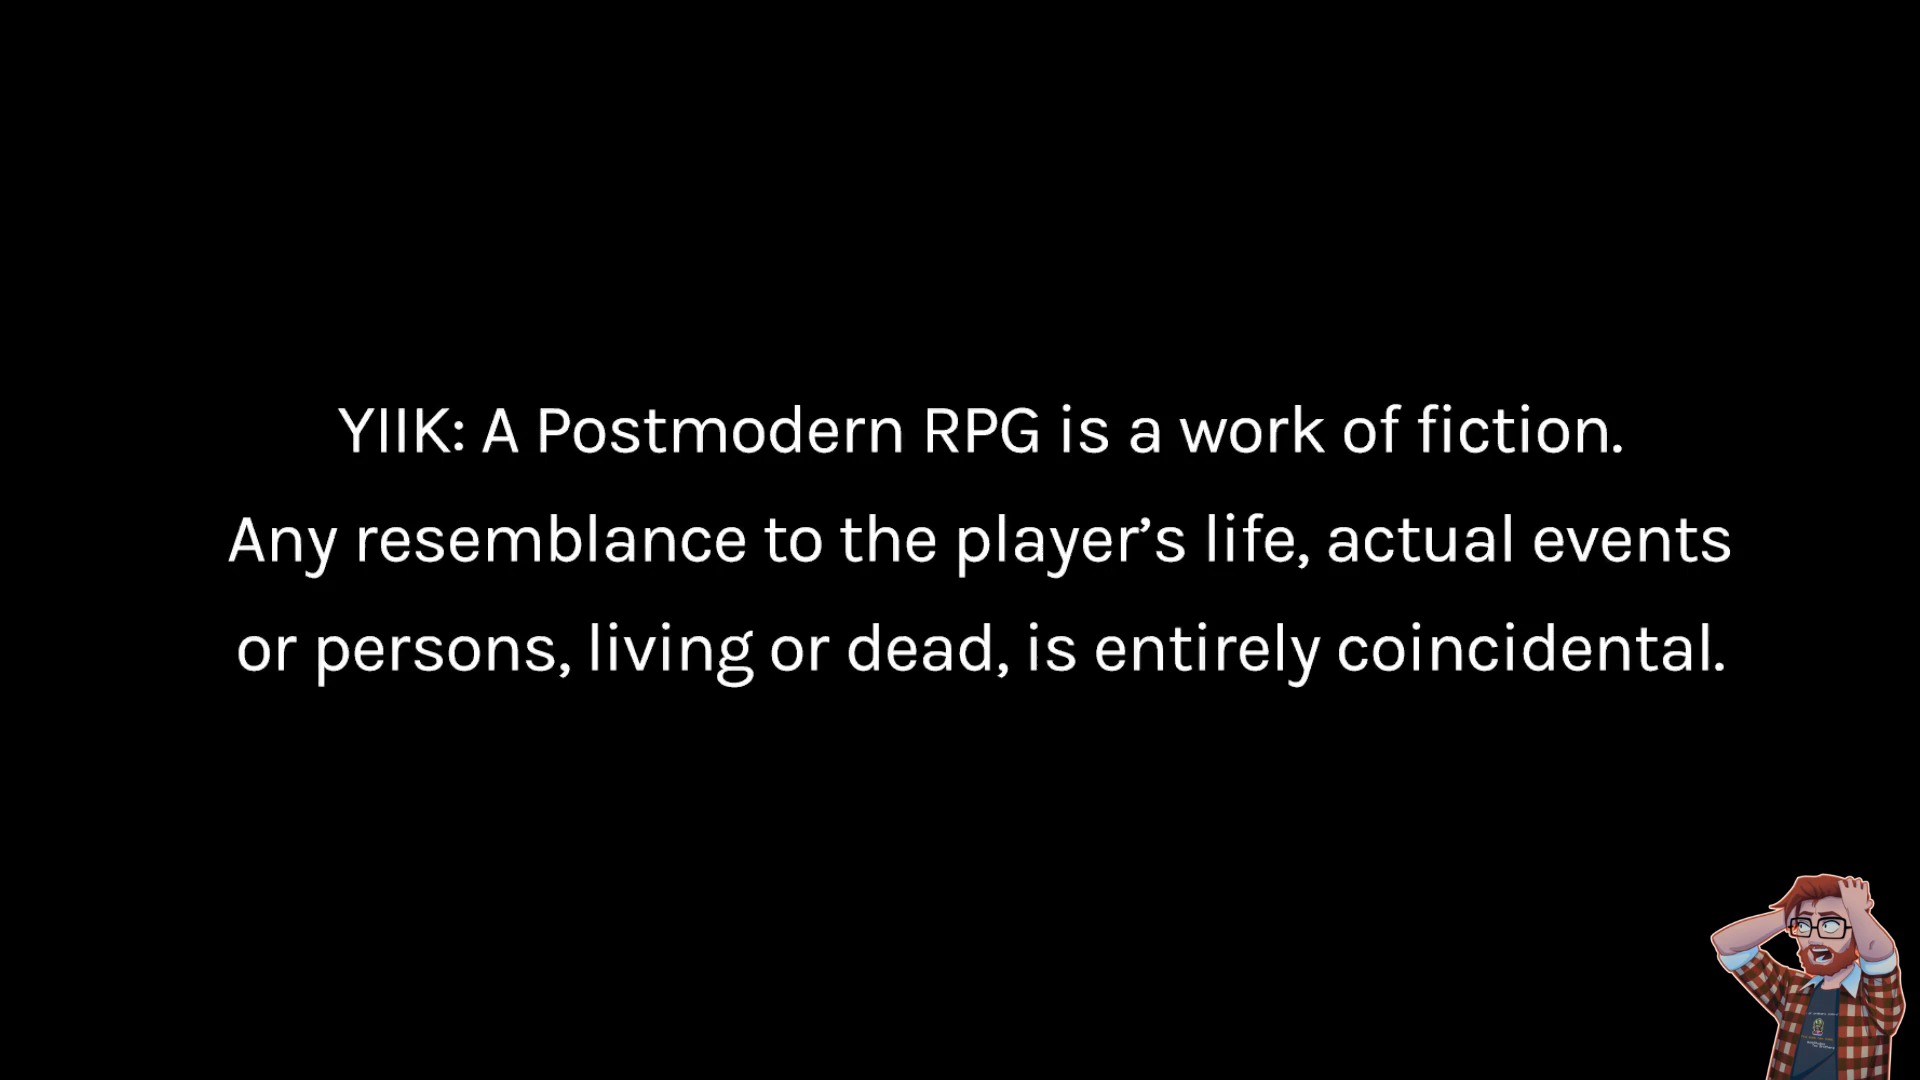 YIIK: A Postmodern RPG is a work of fiction.
Any resemblance to the player’s life, actual events
or persons, living or dead, is entirely coincidental.